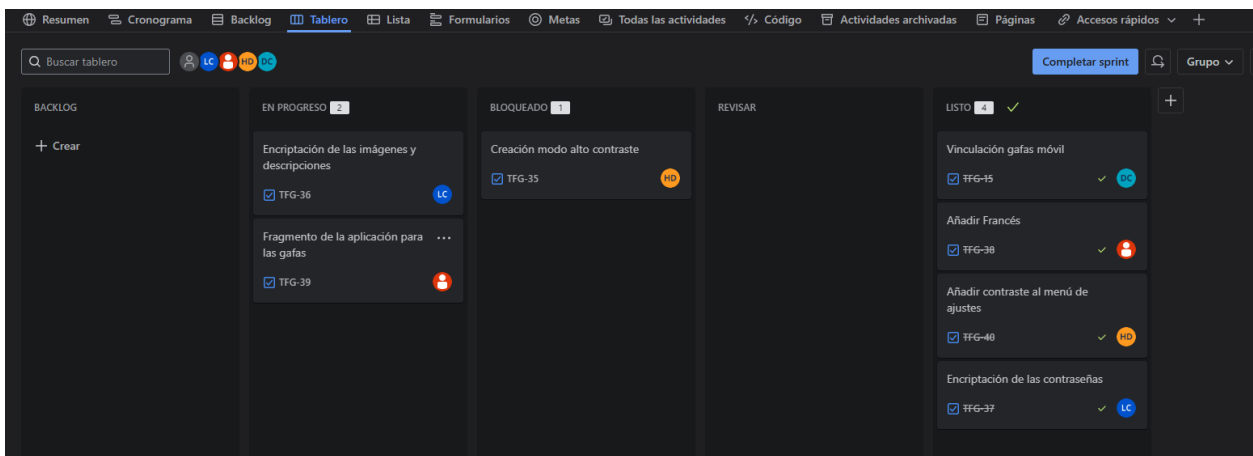 Resumen Cronograma Backlog Tablero Lista Formularios Metas Todas las actividades Código Actividades archivadas Páginas Accesos rápidos
Buscar tablero LC HD DC Completar sprint Grupo
BACKLOG
+ Crear
EN PROGRESO 2
Encriptación de las imágenes y
descripciones
TFG-36 LC
Fragmento de la aplicación para
las gafas
TFG-39
BLOQUEADO 1
Creación modo alto contraste
TFG-35 HD
REVISAR
LISTO 4
Vinculación gafas móvil
TFG-15 DC
Añadir Francés
TFG-38
Añadir contraste al menú de
ajustes
TFG-40 HD
Encriptación de las contraseñas
TFG-37 LC